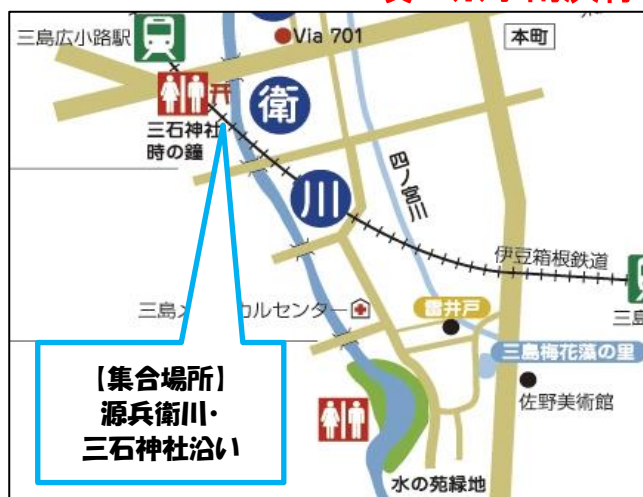 三島広小路駅
Via 701
本町
衛
三石神社
時の鐘
川
四ノ宮川
伊豆箱根鉄道
三島メ
カルセンター
雷井戸
三島
三島梅花藻の里
佐野美術館
【集合場所】
源兵衛川・
三石神社沿い
水の苑緑地